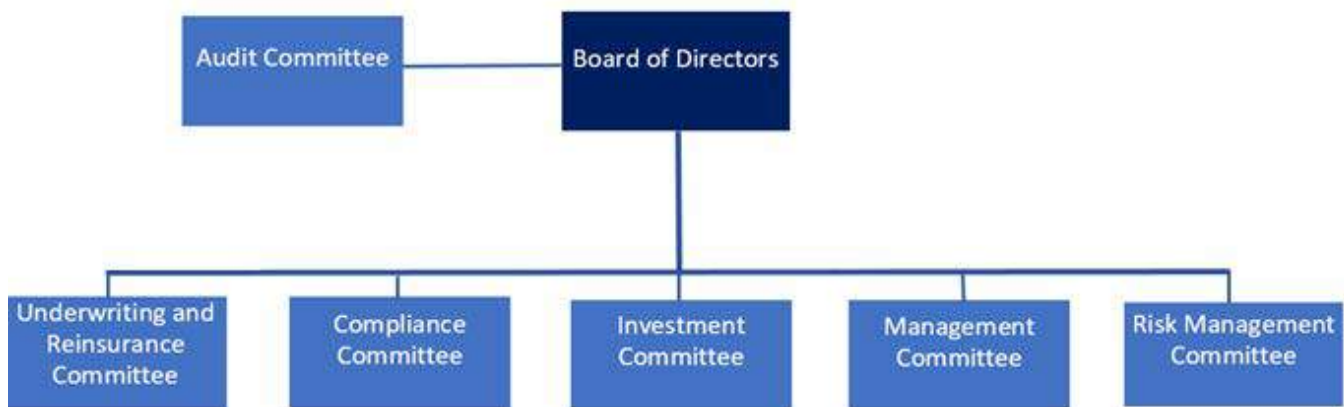 Audit Committee
Board of Directors
Underwriting and
Reinsurance
Committee
Compliance
Committee
Investment
Committee
Management
Committee
Risk Management
Committee